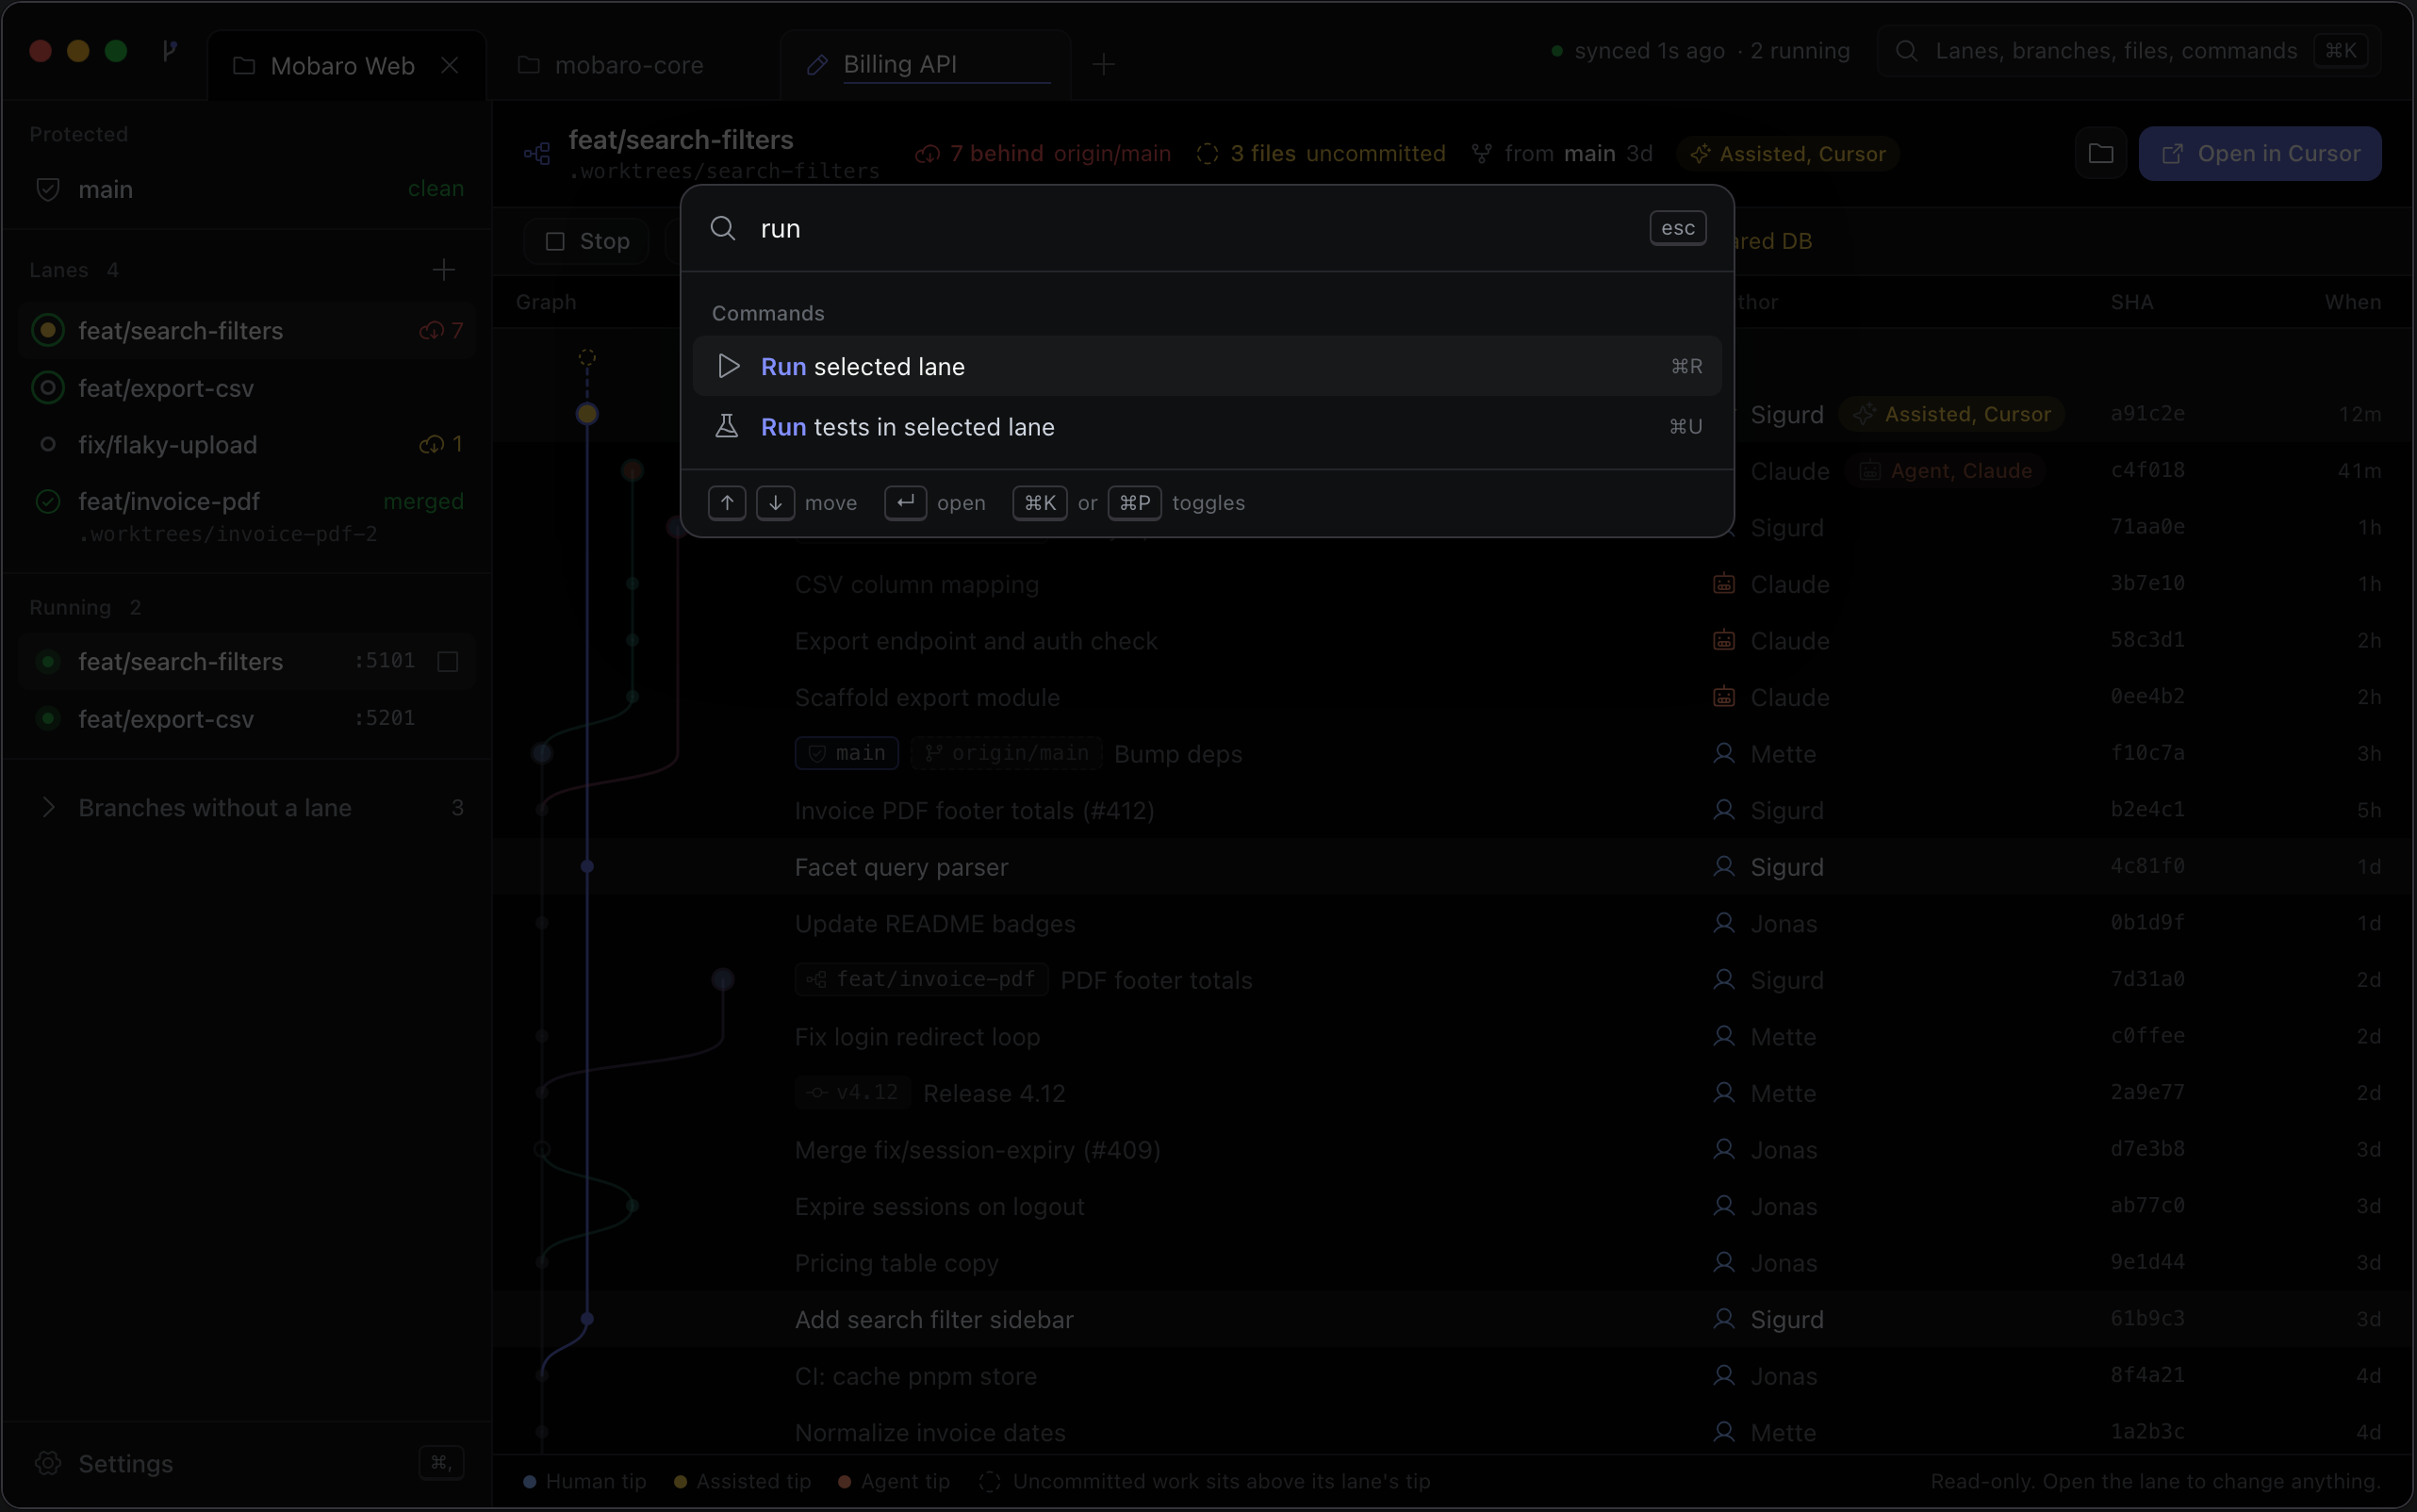 Mobaro Web
mobaro-core
Billing API
synced 1s ago · 2 running
Lanes, branches, files, commands ⌘K
Protected
main clean
Lanes 4
feat/search-filters 7
feat/export-csv
fix/flaky-upload 1
feat/invoice-pdf merged
.worktrees/invoice-pdf-2
Running 2
feat/search-filters :5101
feat/export-csv :5201
Branches without a lane 3
Settings ⌘,
feat/search-filters
.worktrees/search-filters
7 behind origin/main
3 files uncommitted
from main 3d
Assisted, Cursor
Open in Cursor
Stop
ared DB
run esc
Commands
Run selected lane ⌘R
Run tests in selected lane ⌘U
↑ ↓ move ↵ open ⌘K or ⌘P toggles
Graph thor SHA When
Sigurd Assisted, Cursor a91c2e 12m
Claude Agent, Claude c4f018 41m
Sigurd 71aa0e 1h
CSV column mapping Claude 3b7e10 1h
Export endpoint and auth check Claude 58c3d1 2h
Scaffold export module Claude 0ee4b2 2h
main origin/main Bump deps Mette f10c7a 3h
Invoice PDF footer totals (#412) Sigurd b2e4c1 5h
Facet query parser Sigurd 4c81f0 1d
Update README badges Jonas 0b1d9f 1d
feat/invoice-pdf PDF footer totals Sigurd 7d31a0 2d
Fix login redirect loop Mette c0ffee 2d
v4.12 Release 4.12 Mette 2a9e77 2d
Merge fix/session-expiry (#409) Jonas d7e3b8 3d
Expire sessions on logout Jonas ab77c0 3d
Pricing table copy Jonas 9e1d44 3d
Add search filter sidebar Sigurd 61b9c3 3d
CI: cache pnpm store Jonas 8f4a21 4d
Normalize invoice dates Mette 1a2b3c 4d
Human tip Assisted tip Agent tip Uncommitted work sits above its lane's tip
Read-only. Open the lane to change anything.